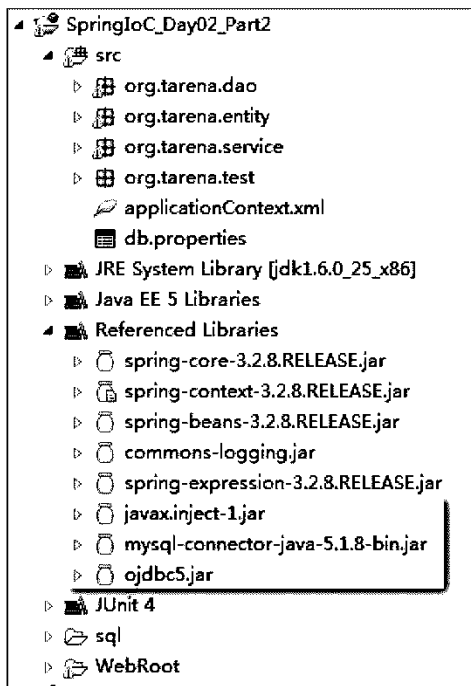 SpringIoC_Day02_Part2
src
org.tarena.dao
org.tarena.entity
org.tarena.service
org.tarena.test
applicationContext.xml
db.properties
JRE System Library [jdk1.6.0_25_x86]
Java EE 5 Libraries
Referenced Libraries
spring-core-3.2.8.RELEASE.jar
spring-context-3.2.8.RELEASE.jar
spring-beans-3.2.8.RELEASE.jar
commons-logging.jar
spring-expression-3.2.8.RELEASE.jar
javax.inject-1.jar
mysql-connector-java-5.1.8-bin.jar
ojdbc5.jar
JUnit 4
sql
WebRoot